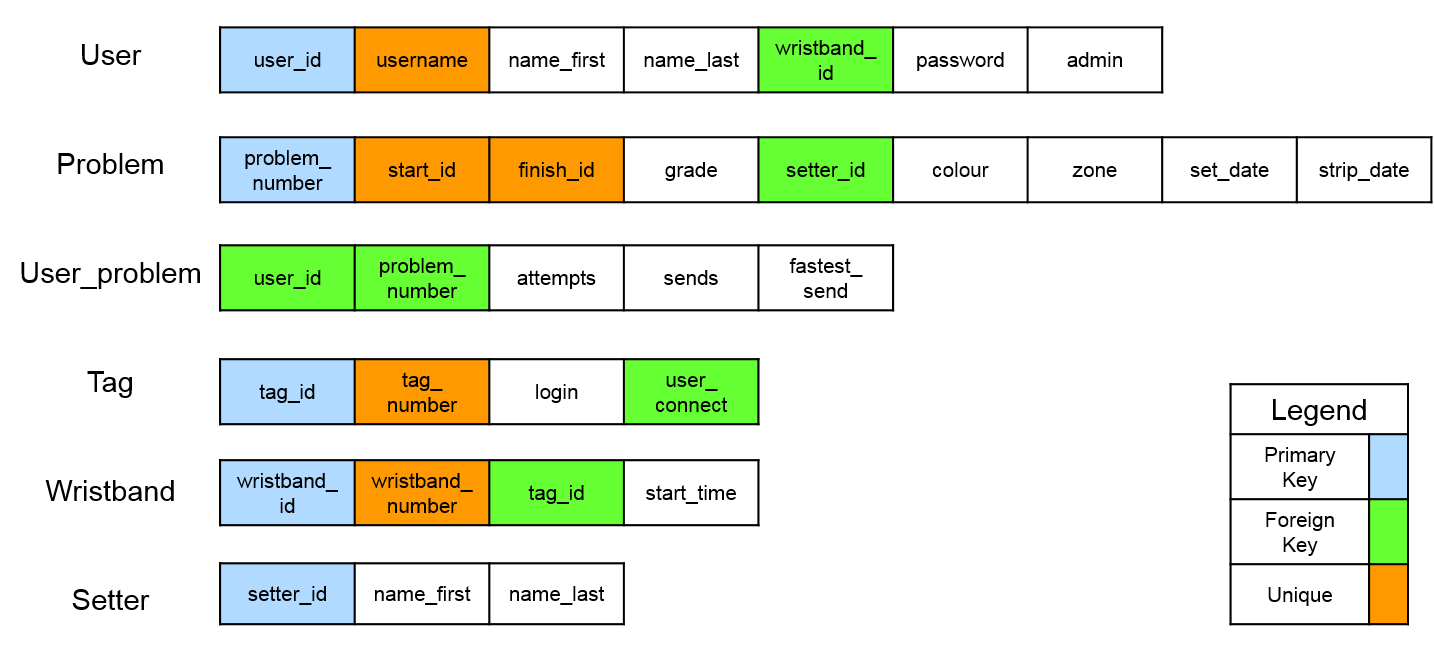 User
user_id
username
name_first
name_last
wristband_
id
password
admin
Problem
problem_
number
start_id
finish_id
grade
setter_id
colour
zone
set_date
strip_date
User_problem
user_id
problem_
number
attempts
sends
fastest_
send
Tag
tag_id
tag_
number
login
user_
connect
Wristband
wristband_
id
wristband_
number
tag_id
start_time
Setter
setter_id
name_first
name_last
Legend
Primary
Key
Foreign
Key
Unique